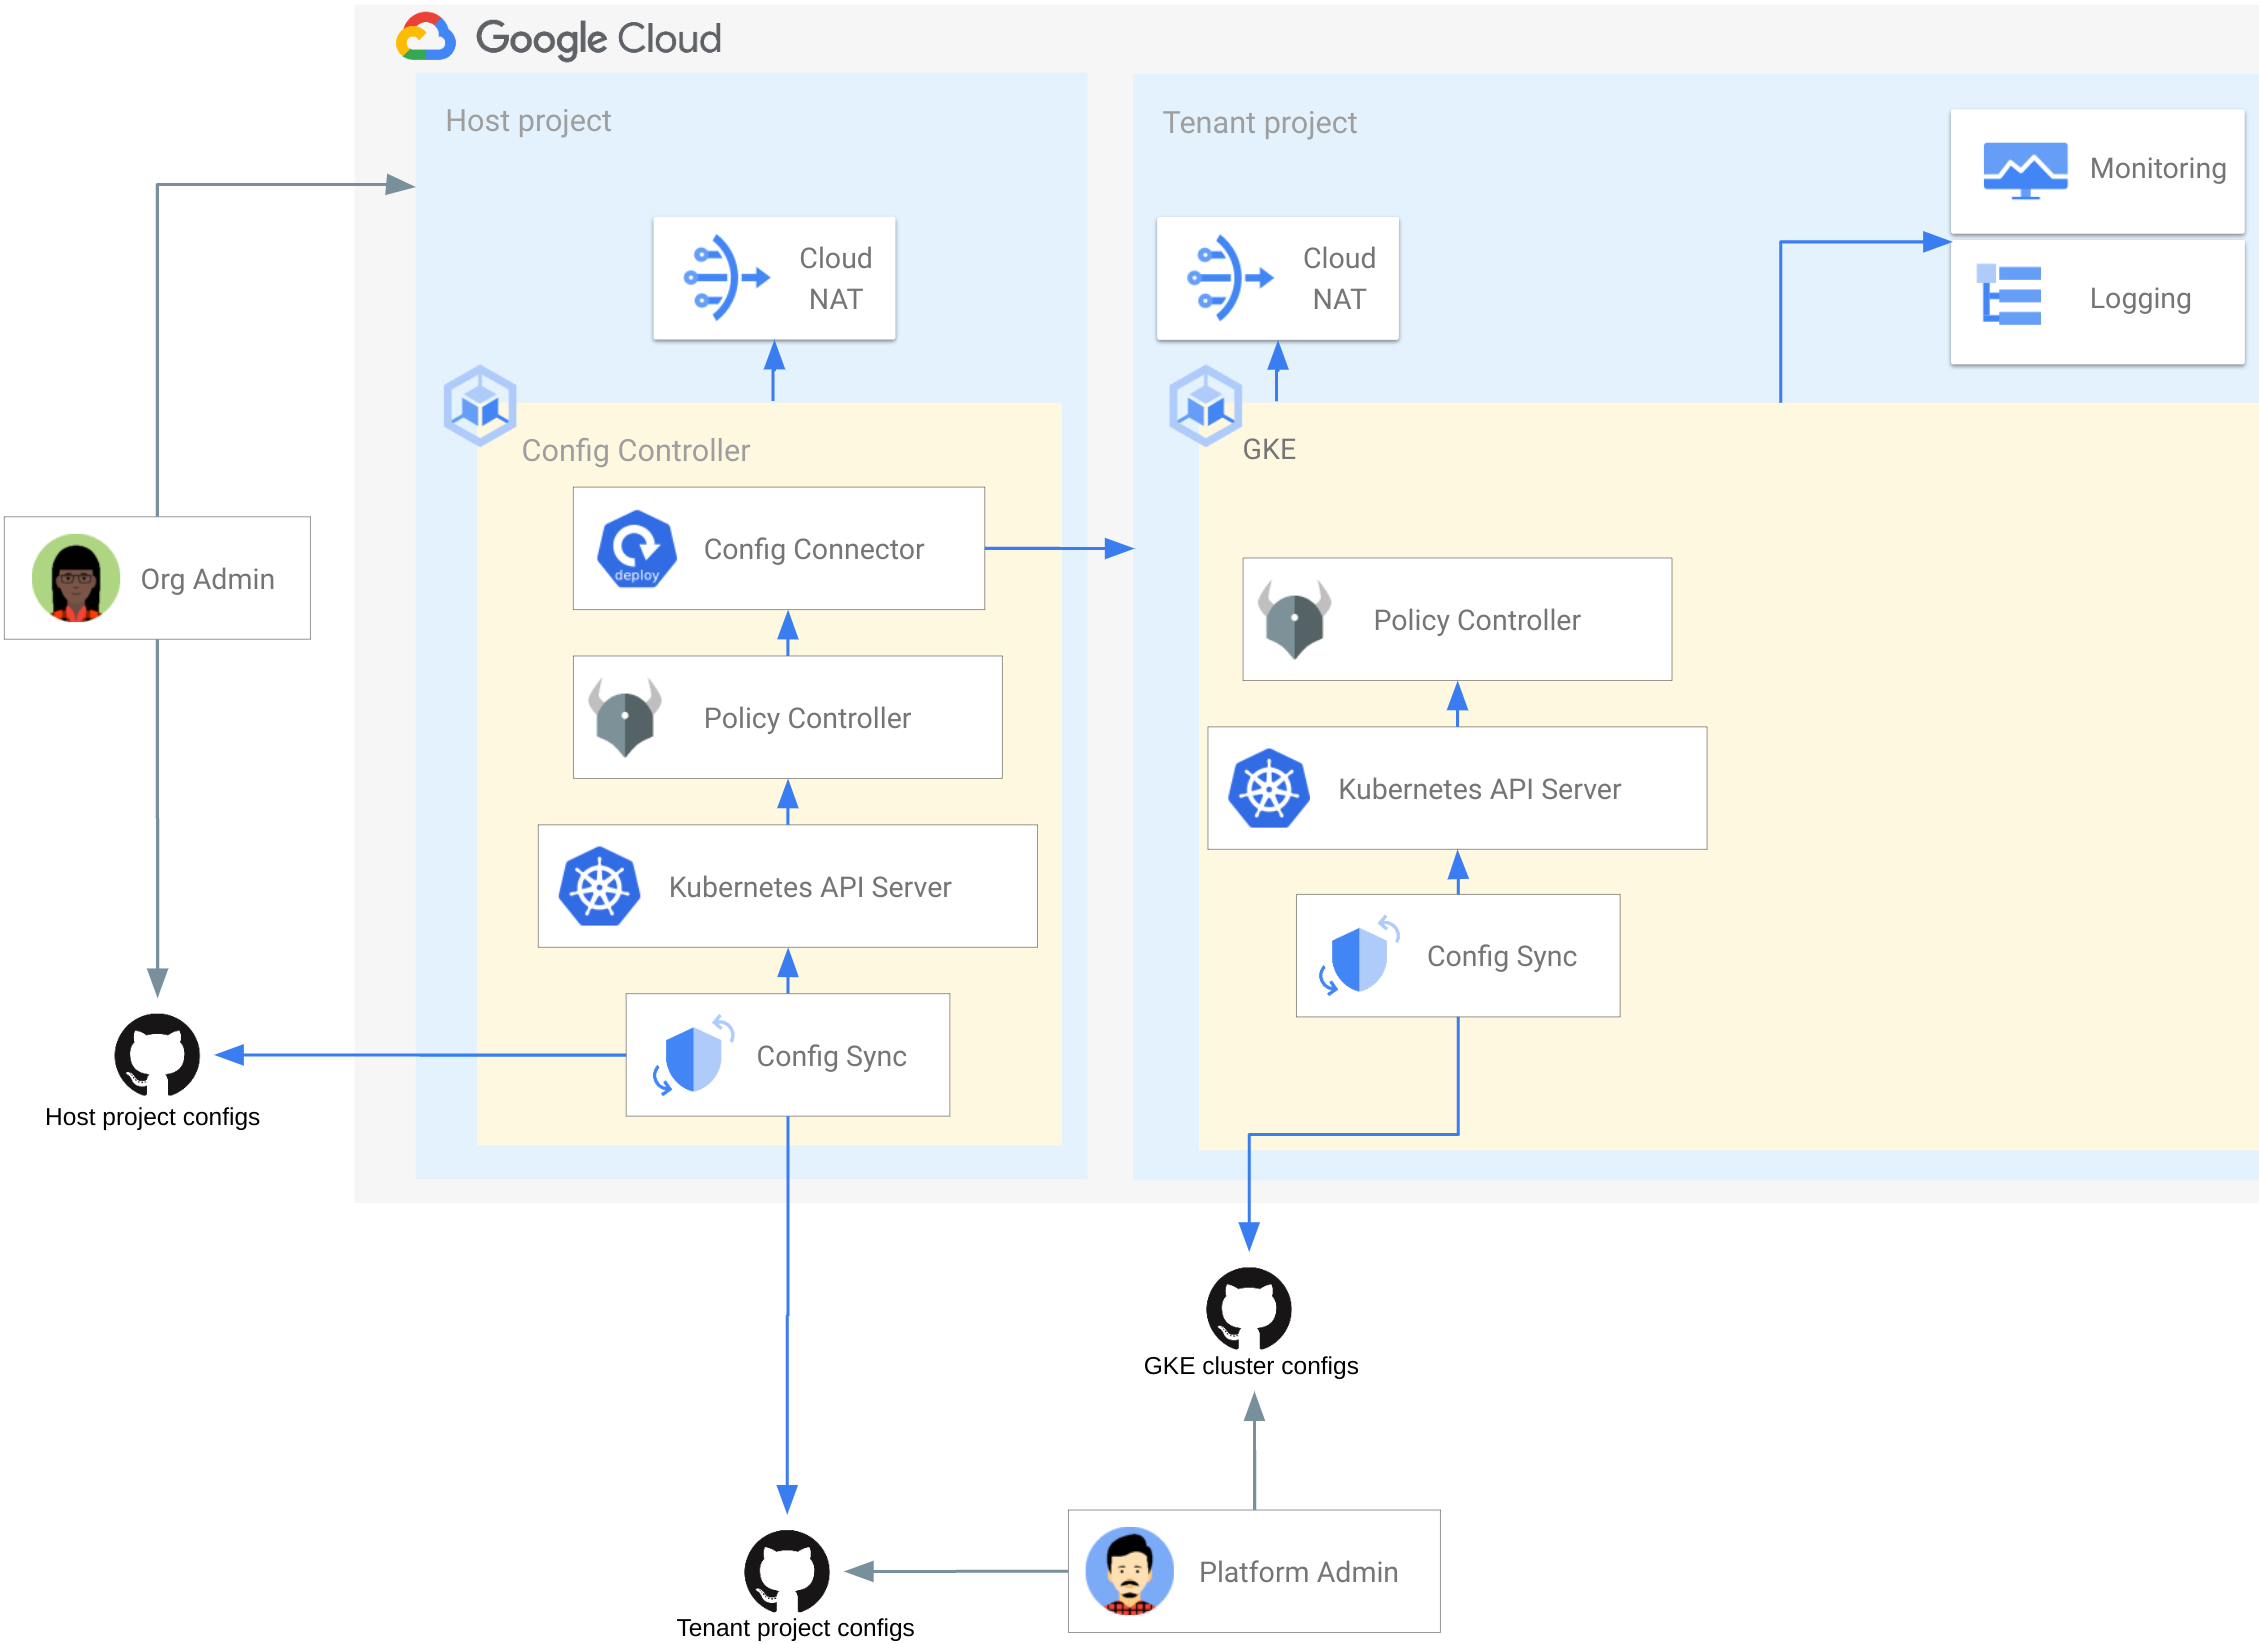 Google Cloud
Host project
Tenant project
Monitoring
Logging
Cloud
NAT
Cloud
NAT
Config Controller
GKE
Config Connector
deploy
Org Admin
Policy Controller
Policy Controller
Kubernetes API Server
Kubernetes API Server
Config Sync
Config Sync
Host project configs
GKE cluster configs
Platform Admin
Tenant project configs